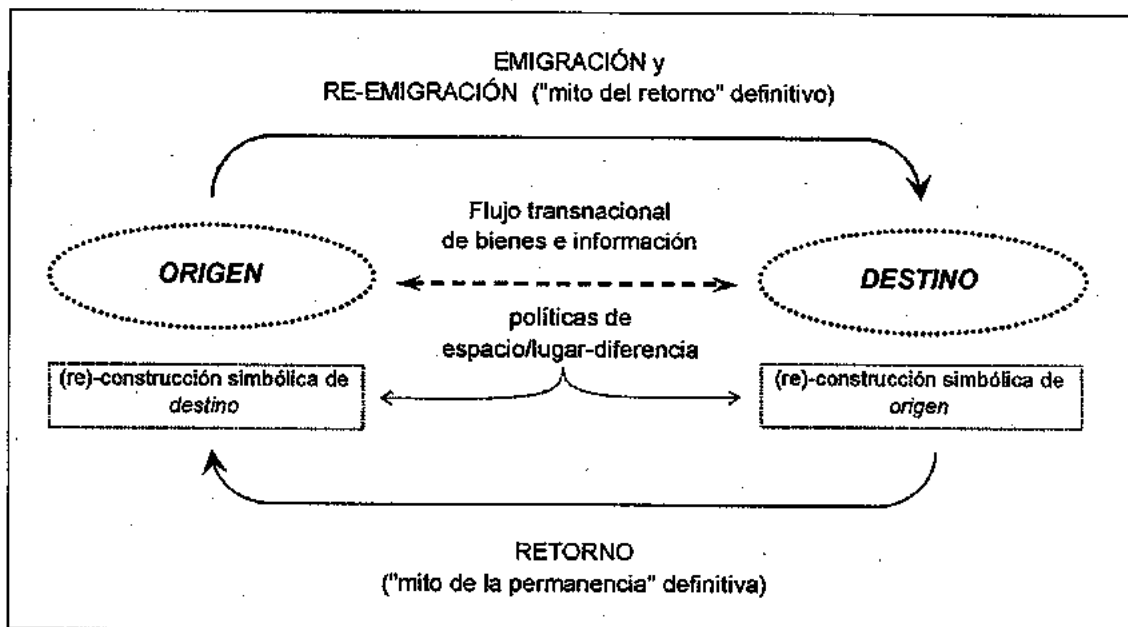 EMIGRACIÓN y
RE-EMIGRACIÓN ("mito del retorno" definitivo)
Flujo transnacional
de bienes e información
ORIGEN
DESTINO
políticas de
espacio/lugar-diferencia
(re)-construcción simbólica de
destino
(re)-construcción simbólica de
origen
RETORNO
("mito de la permanencia" definitiva)